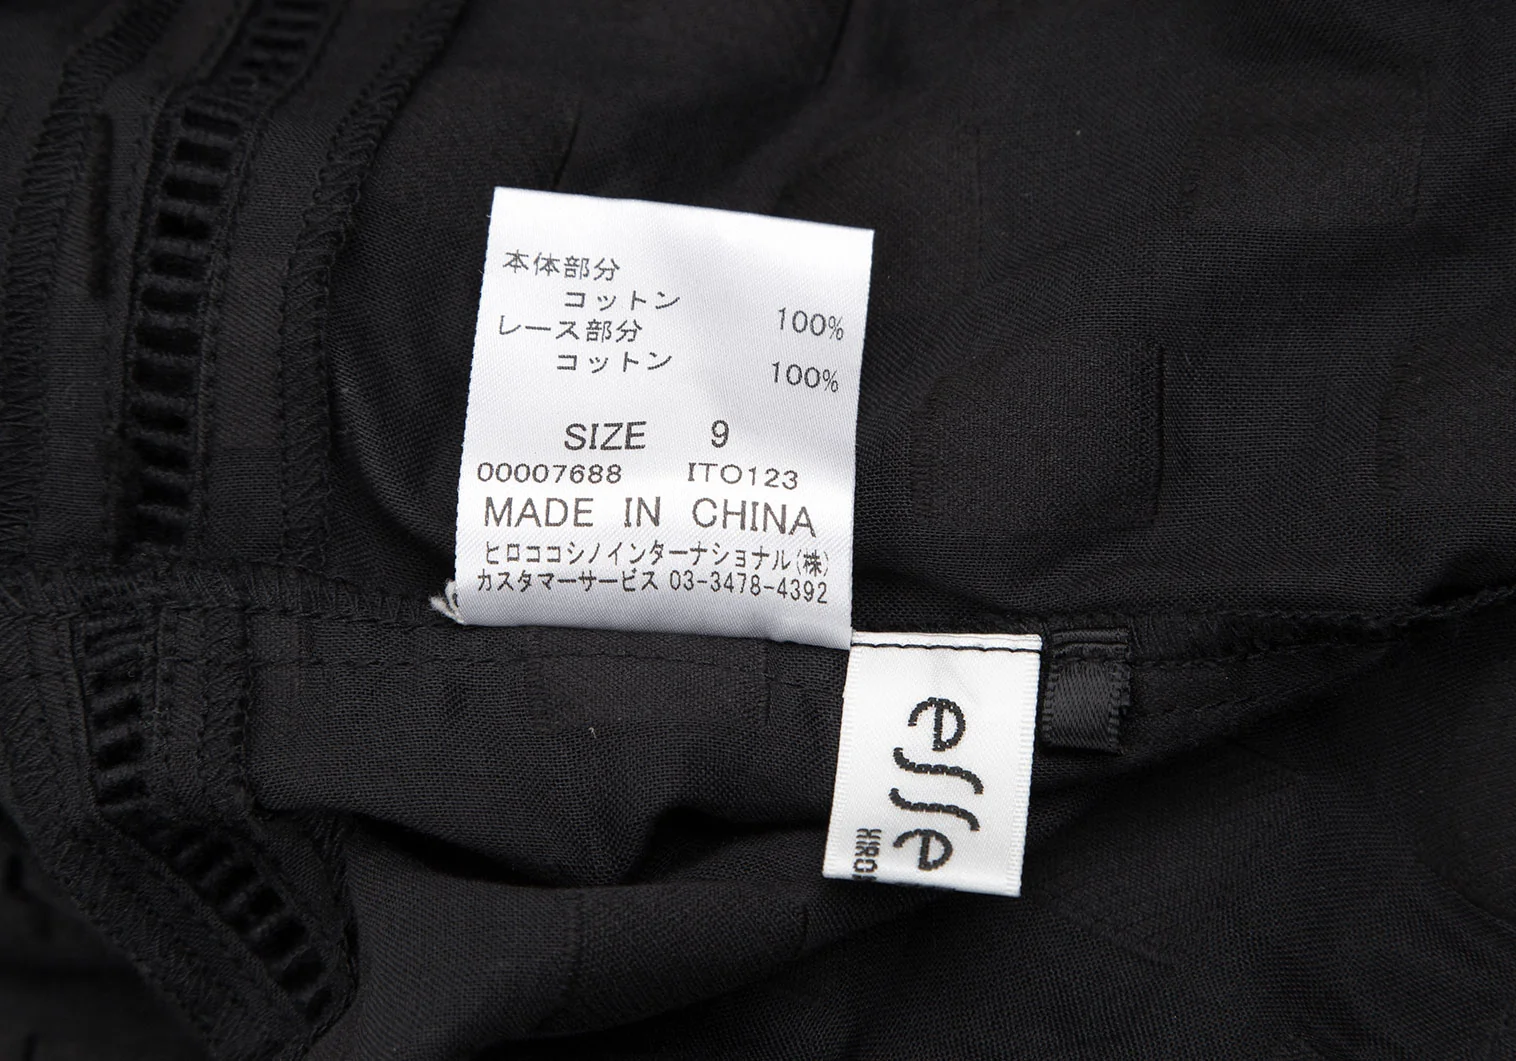 本体部分
コットン 100%
レース部分
コットン 100%
SIZE 9
00007688 ITO123
MADE IN CHINA
ヒロココシノインターナショナル(株)
カスタマーサービス 03-3478-4392
esse